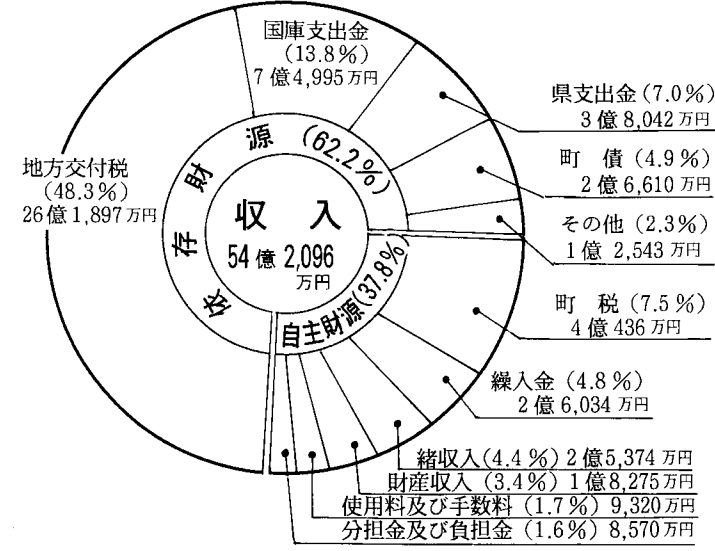 国庫支出金
(13.8%)
7億4,995万円
県支出金(7.0%)
3億8,042万円
町 債(4.9%)
2億6,610万円
その他(2.3%)
1億2,543万円
地方交付税
(48.3%)
26億1,897万円
依存財源(62.2%)
収 入
54億2,096
万円
自主財源(37.8%)
町 税(7.5%)
4億436万円
繰入金(4.8%)
2億6,034万円
緒収入(4.4%)2億5,374万円
財産収入(3.4%)1億8,275万円
使用料及び手数料(1.7%)9,320万円
分担金及び負担金(1.6%)8,570万円